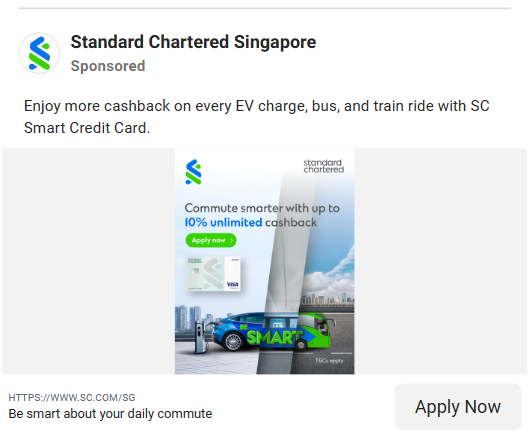 Standard Chartered Singapore
Sponsored
Enjoy more cashback on every EV charge, bus, and train ride with SC
Smart Credit Card.
standard
chartered
Commute smarter with up to
10% unlimited cashback
Apply now
VISA
BE
SMART
T&Cs apply
HTTPS://WWW.SC.COM/SG
Be smart about your daily commute
Apply Now